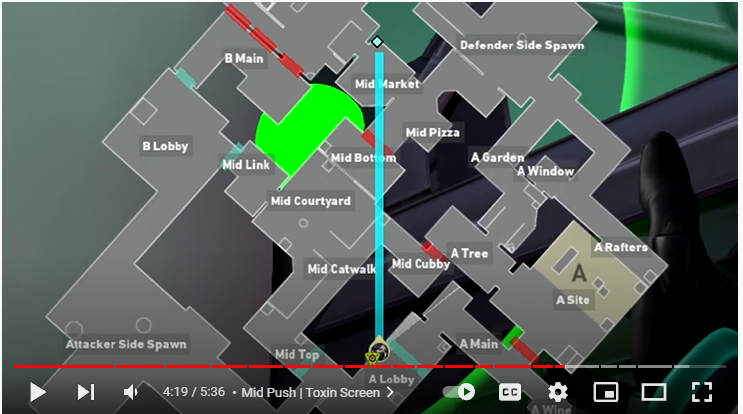 Defender Side Spawn
B Main
Mid Market
Mid Pizza
B Lobby
Mid Bottom
A Garden
Mid Link
A Window
Mid Courtyard
A Rafters
A Tree
Mid Cubby
Mid Catwalk
A
A Site
Attacker Side Spawn
A Main
Mid Top
A Lobby
4:19 / 5:36 • Mid Push | Toxin Screen
CC
A Wine